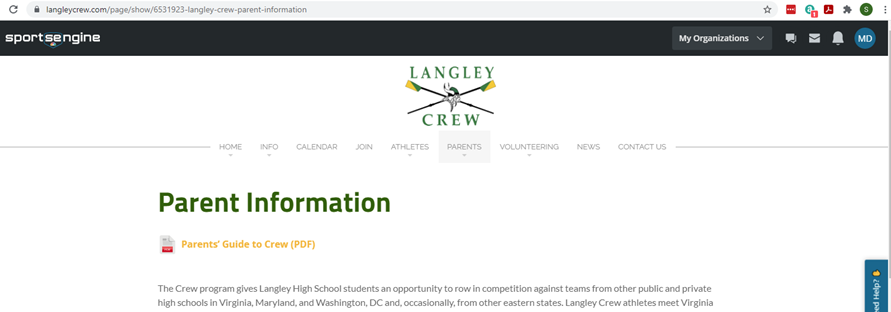 langleycrew.com/page/show/6531923-langley-crew-parent-information
1
S
sportsengine
My Organizations
MD
LANGLEY
CREW
HOME INFO CALENDAR JOIN ATHLETES PARENTS VOLUNTEERING NEWS CONTACT US
Parent Information
Parents' Guide to Crew (PDF)
The Crew program gives Langley High School students an opportunity to row in competition against teams from other public and private
high schools in Virginia, Maryland, and Washington, DC and, occasionally, from other eastern states. Langley Crew athletes meet Virginia
Help?